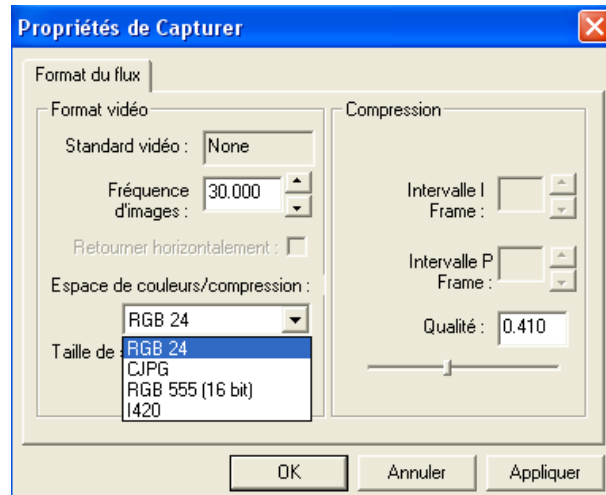 Propriétés de Capturer
Format du flux
Format vidéo
Standard vidéo : None
Fréquence d'images : 30.000
Retourner horizontalement :
Espace de couleurs/compression :
RGB 24
Taille de
RGB 24
CJPG
RGB 555 (16 bit)
I420
Compression
Intervalle I Frame :
Intervalle P Frame :
Qualité : 0.410
OK
Annuler
Appliquer